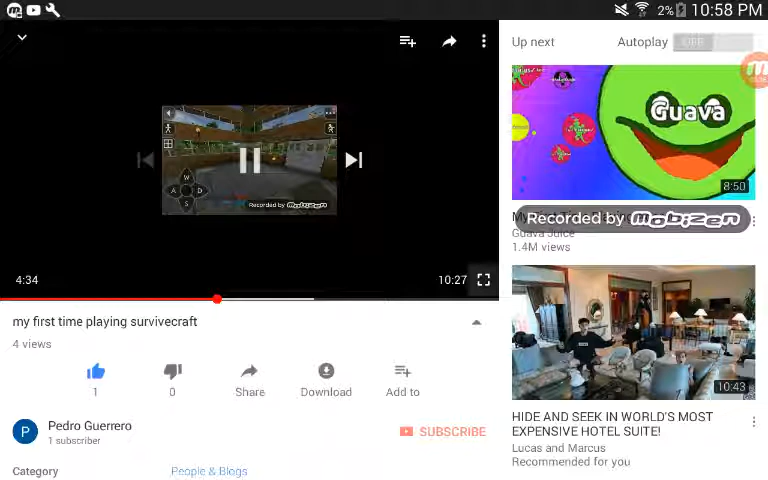 2% 10:58 PM
Up next Autoplay
W
A D
S
Recorded by mobizen
4:34 10:27
my first time playing survivecraft
4 views
1 0 Share Download Add to
P Pedro Guerrero
1 subscriber
SUBSCRIBE
Category People & Blogs
Guava
8:50
Recorded by mobizen
Guava Juice
1.4M views
10:43
HIDE AND SEEK IN WORLD'S MOST
EXPENSIVE HOTEL SUITE!
Lucas and Marcus
Recommended for you